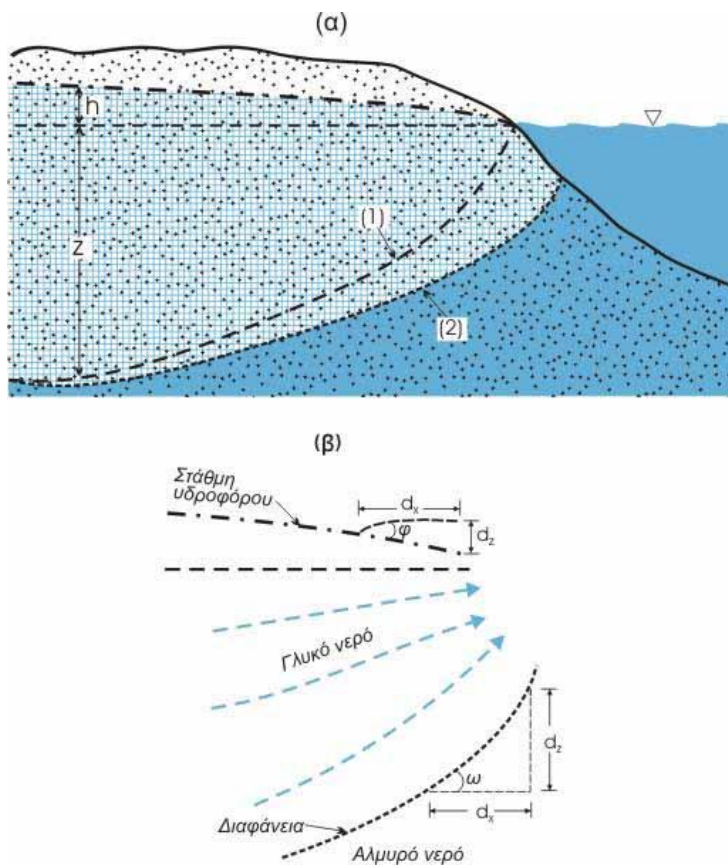 (α)
h
z
(1)
(2)
(β)
Στάθμη
υδροφόρου
dx
φ
dz
Γλυκό νερό
dz
ω
dx
Διαφάνεια
Αλμυρό νερό